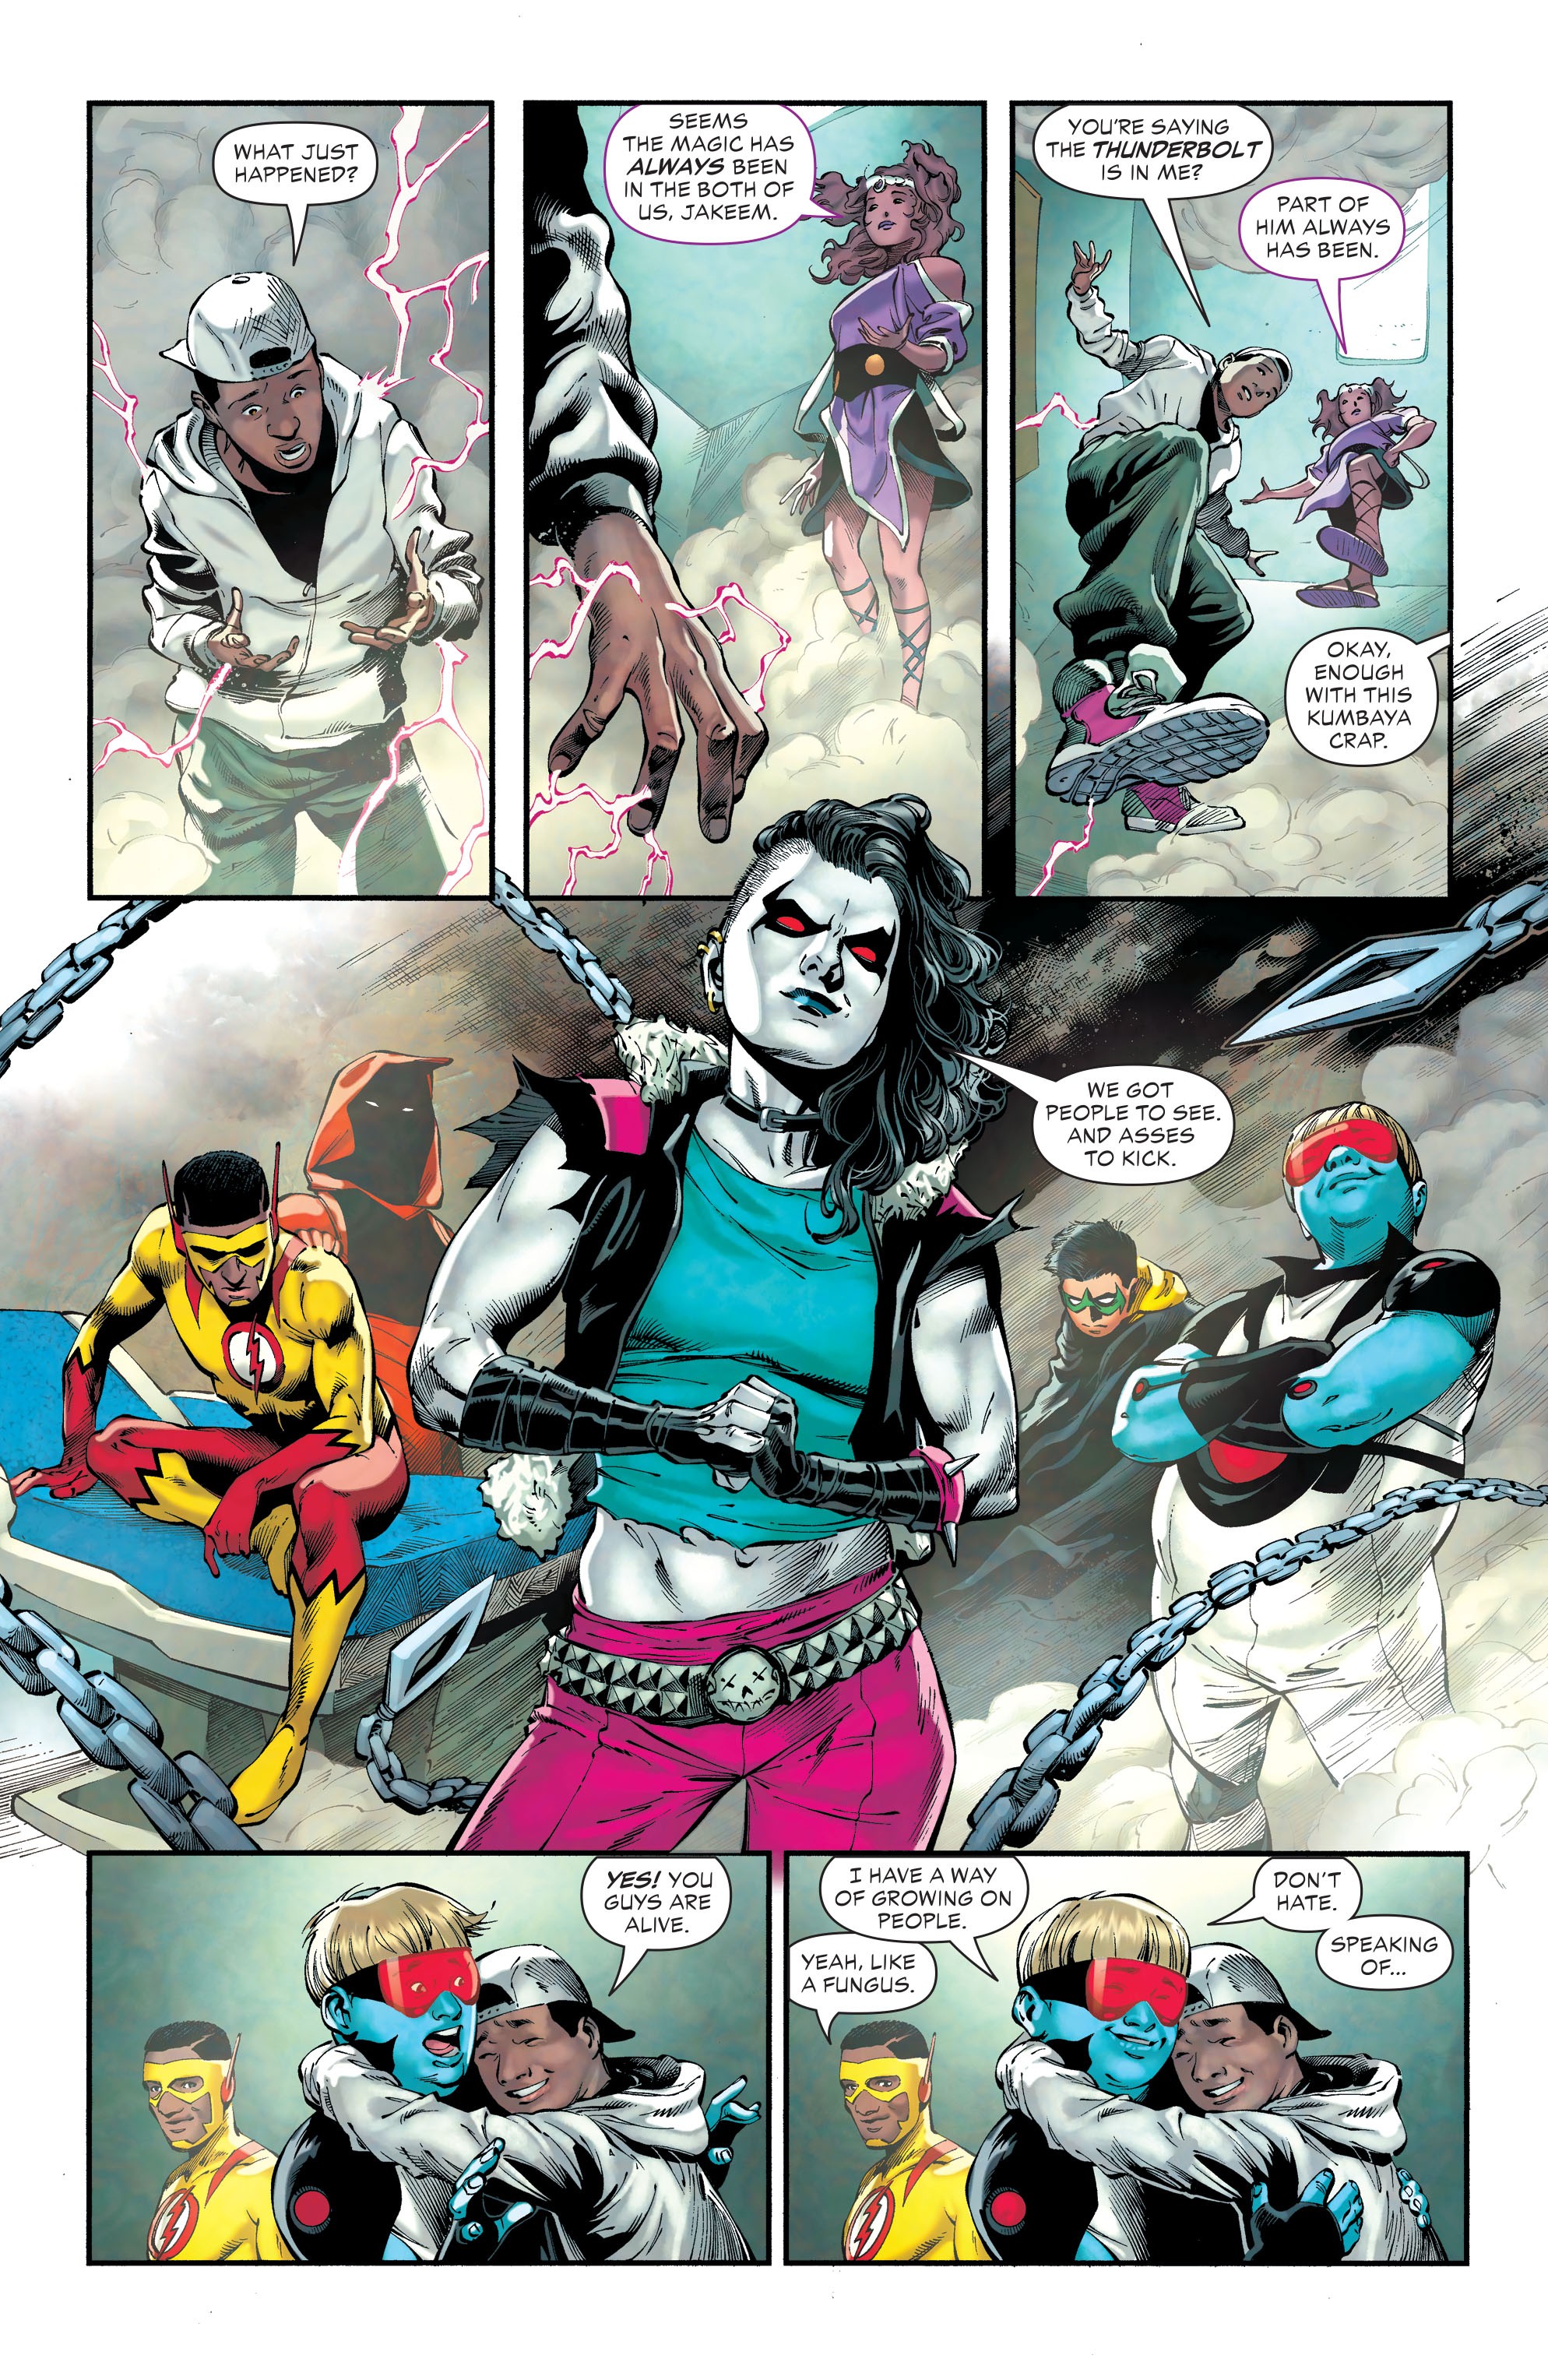 WHAT JUST
HAPPENED?
SEEMS
THE MAGIC HAS
ALWAYS BEEN
IN THE BOTH OF
US, JAKEEM.
YOU'RE SAYING
THE THUNDERBOLT
IS IN ME?
PART OF
HIM ALWAYS
HAS BEEN.
OKAY,
ENOUGH
WITH THIS
KUMBAYA
CRAP.
WE GOT
PEOPLE TO SEE.
AND ASSES
TO KICK.
YES! YOU
GUYS ARE
ALIVE.
I HAVE A WAY
OF GROWING ON
PEOPLE.
YEAH, LIKE
A FUNGUS.
DON'T
HATE.
SPEAKING
OF...